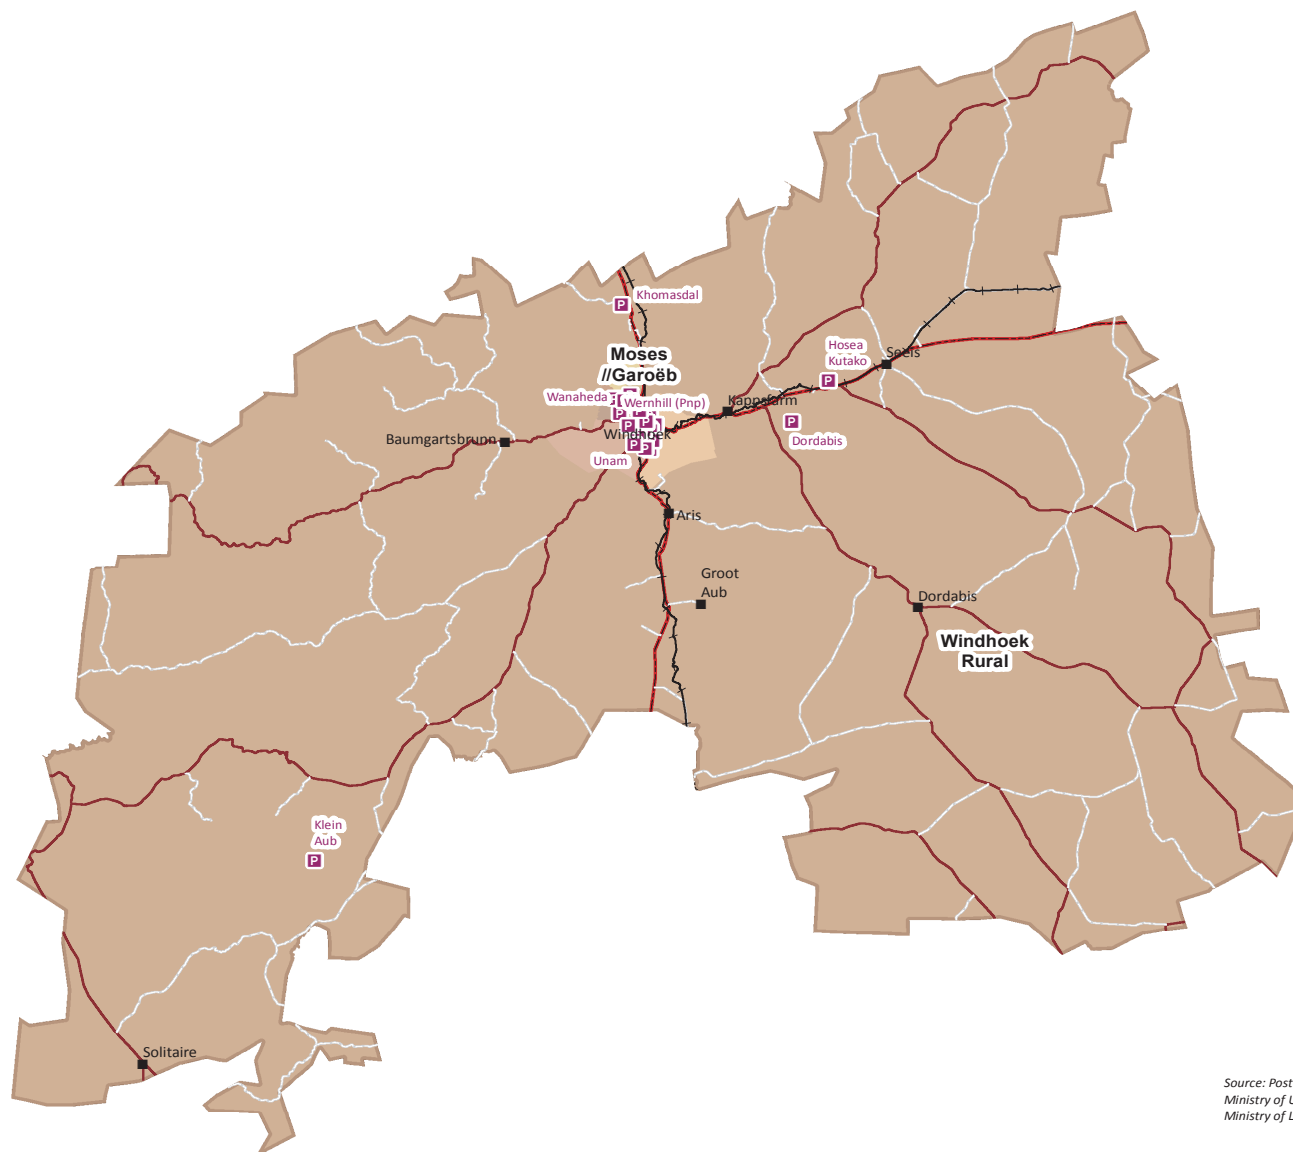 Khomasdal
Moses
//Garoëb
Hosea
Kutako
Seeis
Wanaheda
Wernhill (Pnp)
Kappsfarm
Windhoek
Baumgartsbrunn
Dordabis
Unam
Aris
Groot
Aub
Dordabis
Windhoek
Rural
Klein
Aub
Solitaire
Source: Post
Ministry of U
Ministry of L
P
P
P
P
P
P
P
P
P
P